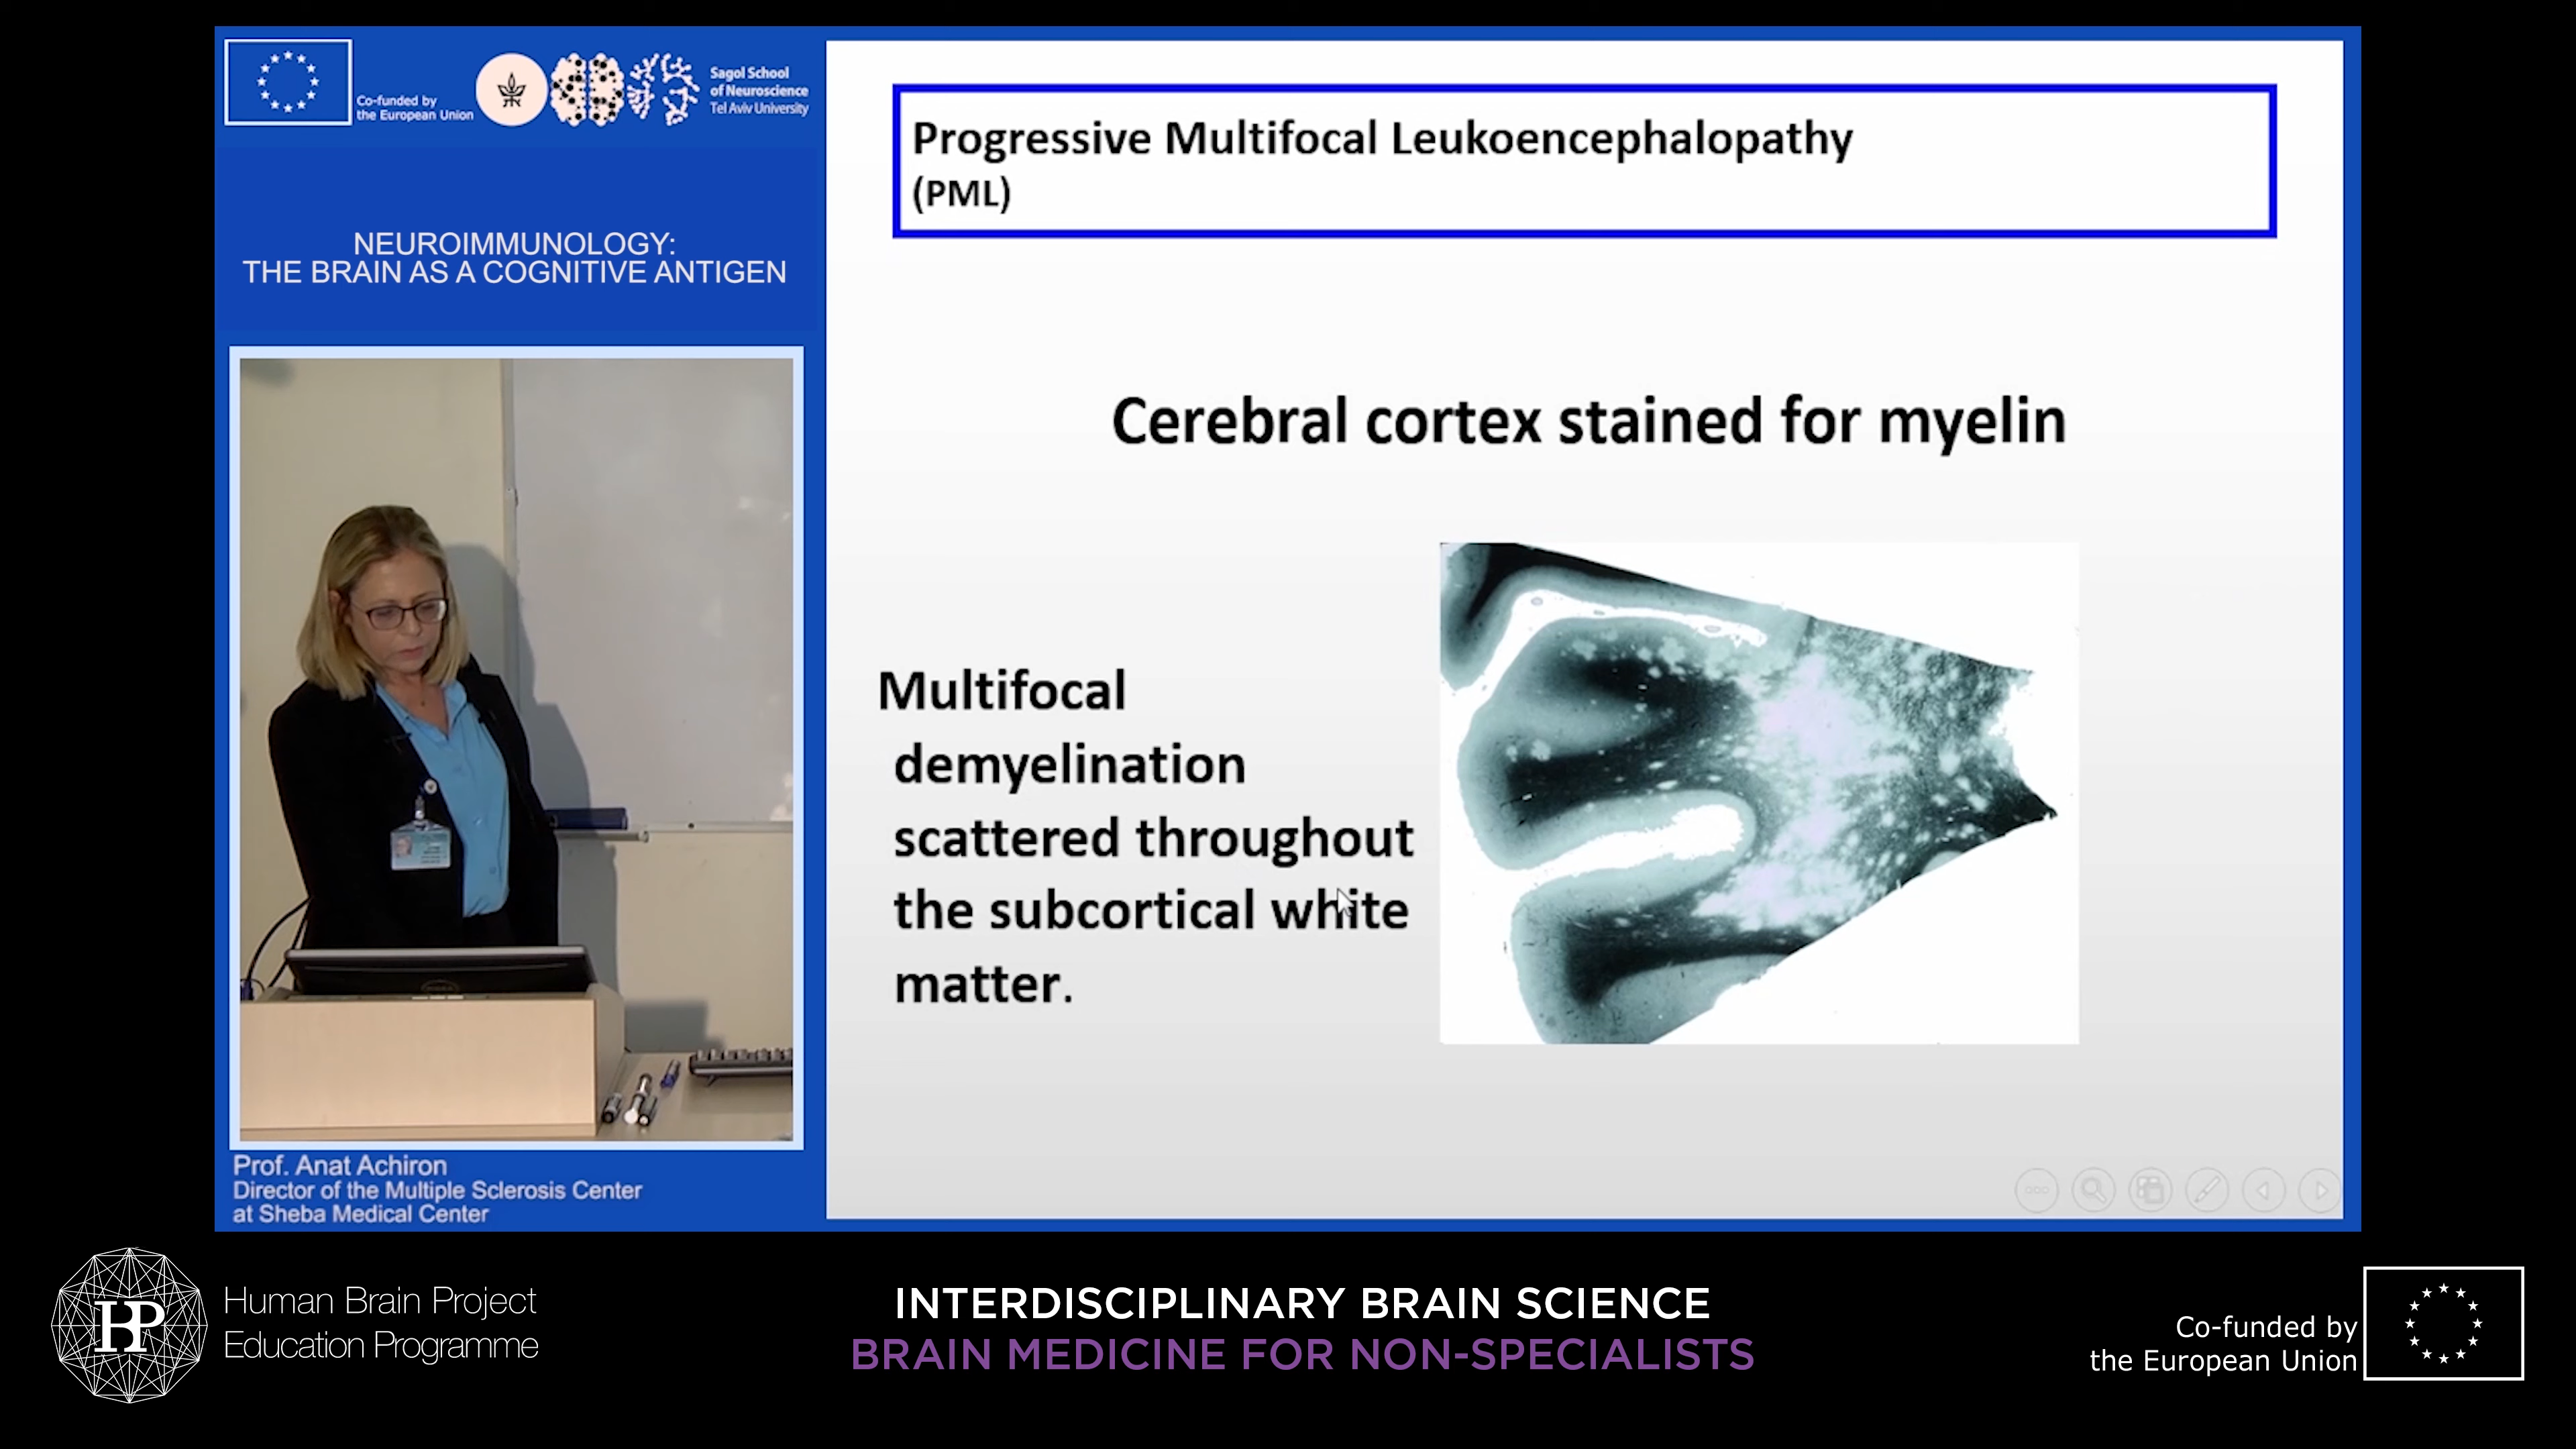 Co-funded by
the European Union
Sagol School
of Neuroscience
Tel Aviv University
NEUROIMMUNOLOGY:
THE BRAIN AS A COGNITIVE ANTIGEN
Prof. Anat Achiron
Director of the Multiple Sclerosis Center
at Sheba Medical Center
Progressive Multifocal Leukoencephalopathy
(PML)
Cerebral cortex stained for myelin
Multifocal
demyelination
scattered throughout
the subcortical white
matter.
HP
Human Brain Project
Education Programme
INTERDISCIPLINARY BRAIN SCIENCE
BRAIN MEDICINE FOR NON-SPECIALISTS
Co-funded by
the European Union